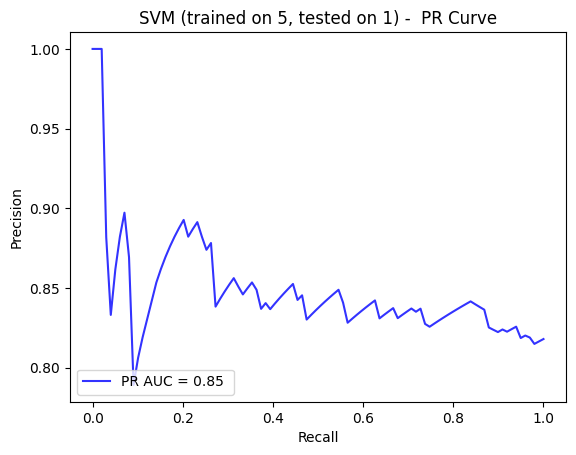 SVM (trained on 5, tested on 1) -  PR Curve
1.00
0.95
0.90
0.85
0.80
Precision
PR AUC = 0.85
0.0 0.2 0.4 0.6 0.8 1.0
Recall